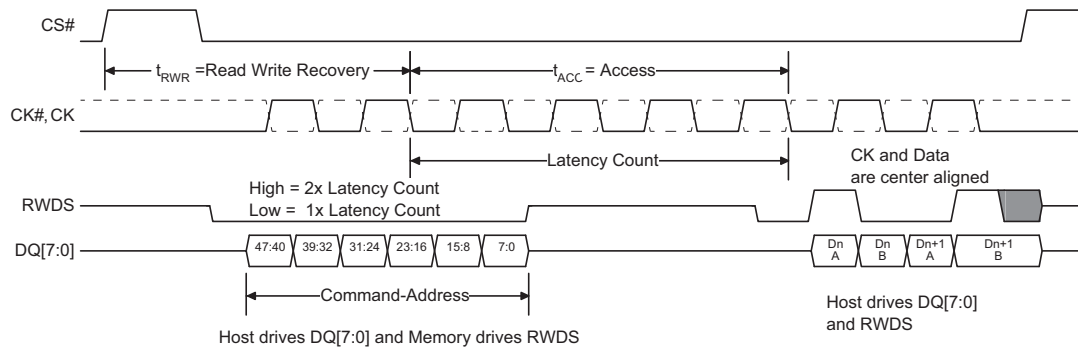 CS#
tRWR =Read Write Recovery
tACC = Access
CK#, CK
Latency Count
CK and Data
are center aligned
High = 2x Latency Count
Low = 1x Latency Count
RWDS
DQ[7:0]
47:40 39:32 31:24 23:16 15:8 7:0
Dn A
Dn B
Dn+1 A
Dn+1 B
Command-Address
Host drives DQ[7:0]
and RWDS
Host drives DQ[7:0] and Memory drives RWDS